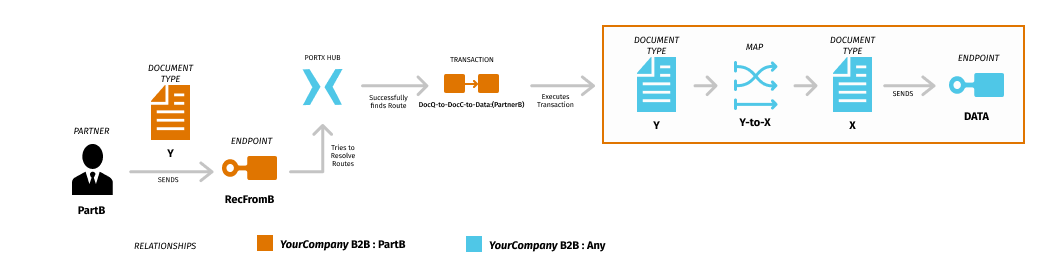 PARTNER
PartB
DOCUMENT
TYPE
Y
SENDS
ENDPOINT
RecFromB
Tries to
Resolve
Routes
PORTX HUB
Successfully
finds Route
TRANSACTION
DocQ-to-DocC-to-Data:(PartnerB)
Executes
Transaction
DOCUMENT
TYPE
Y
MAP
Y-to-X
DOCUMENT
TYPE
X
SENDS
ENDPOINT
DATA
RELATIONSHIPS
YourCompany B2B : PartB
YourCompany B2B : Any